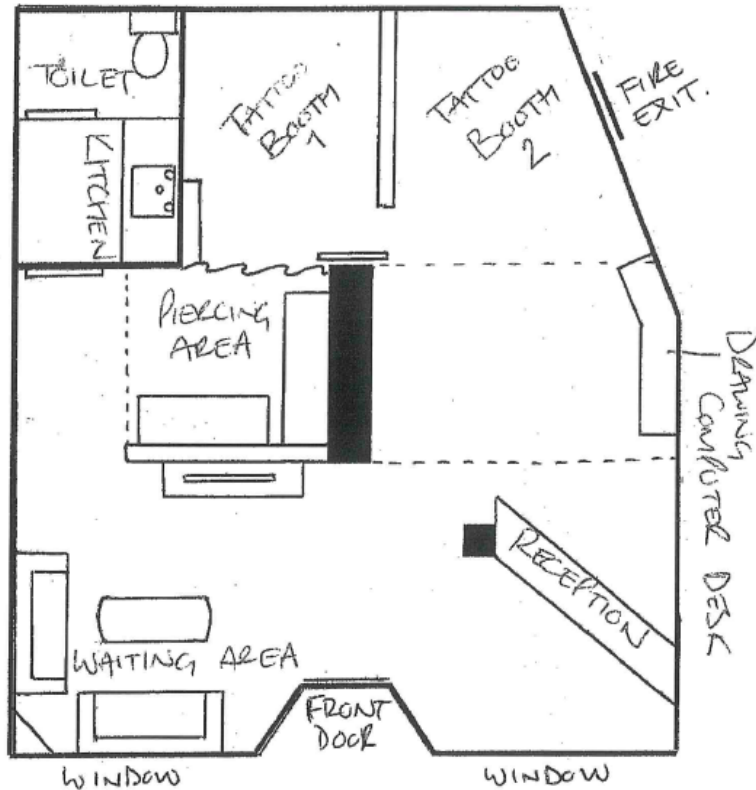 TOILET
TATTOO
BOOTH
1
TATTOO
BOOTH
2
FIRE
EXIT.
KITCHEN
PIERCING
AREA
DRAWING
COMPUTER DESK
RECEPTION
WAITING AREA
FRONT
DOOR
WINDOW
WINDOW